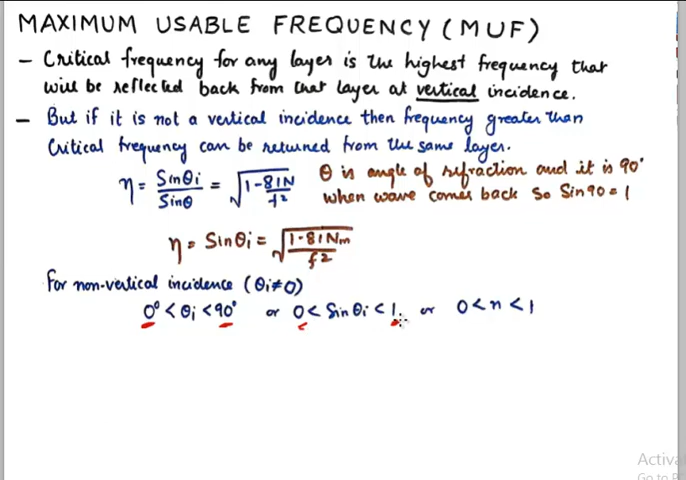 MAXIMUM USABLE FREQUENCY (MUF)
- Critical frequency for any layer is the highest frequency that
will be reflected back from that layer at vertical incidence.
- But if it is not a vertical incidence then frequency greater than
critical frequency can be returned from the same layer.
η = Sinθi/Sinθ = √(1-81N/f²) θ is angle of refraction and it is 90°
when wave comes back so Sin90 = 1
η = Sinθi = √(1-81Nm/f²)
For non-vertical incidence (θi≠0)
0° < θi < 90° or 0 < Sinθi < 1. or 0 < n < 1
Activa
Go to P